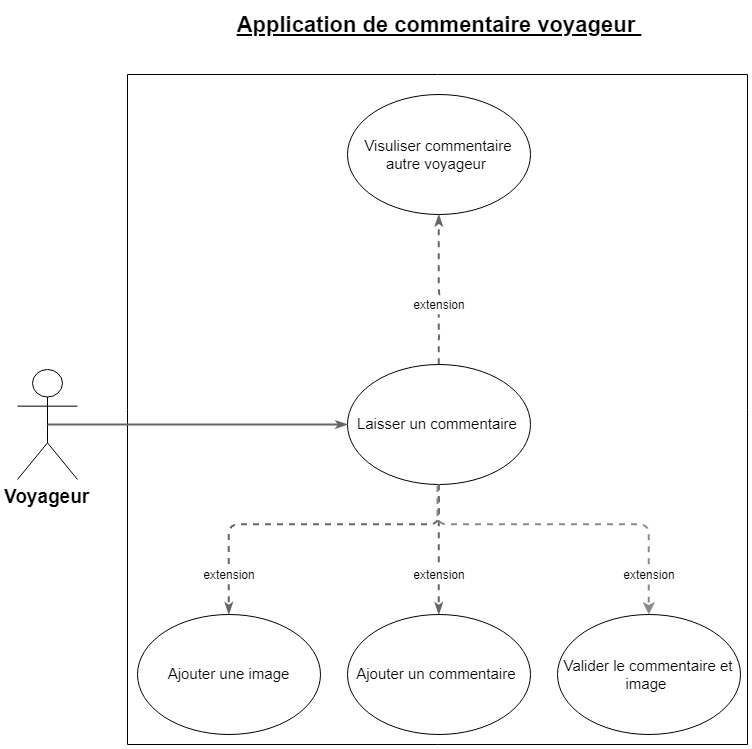 Application de commentaire voyageur
Visuliser commentaire
autre voyageur
extension
Laisser un commentaire
Voyageur
extension
extension
extension
Ajouter une image
Ajouter un commentaire
Valider le commentaire et
image